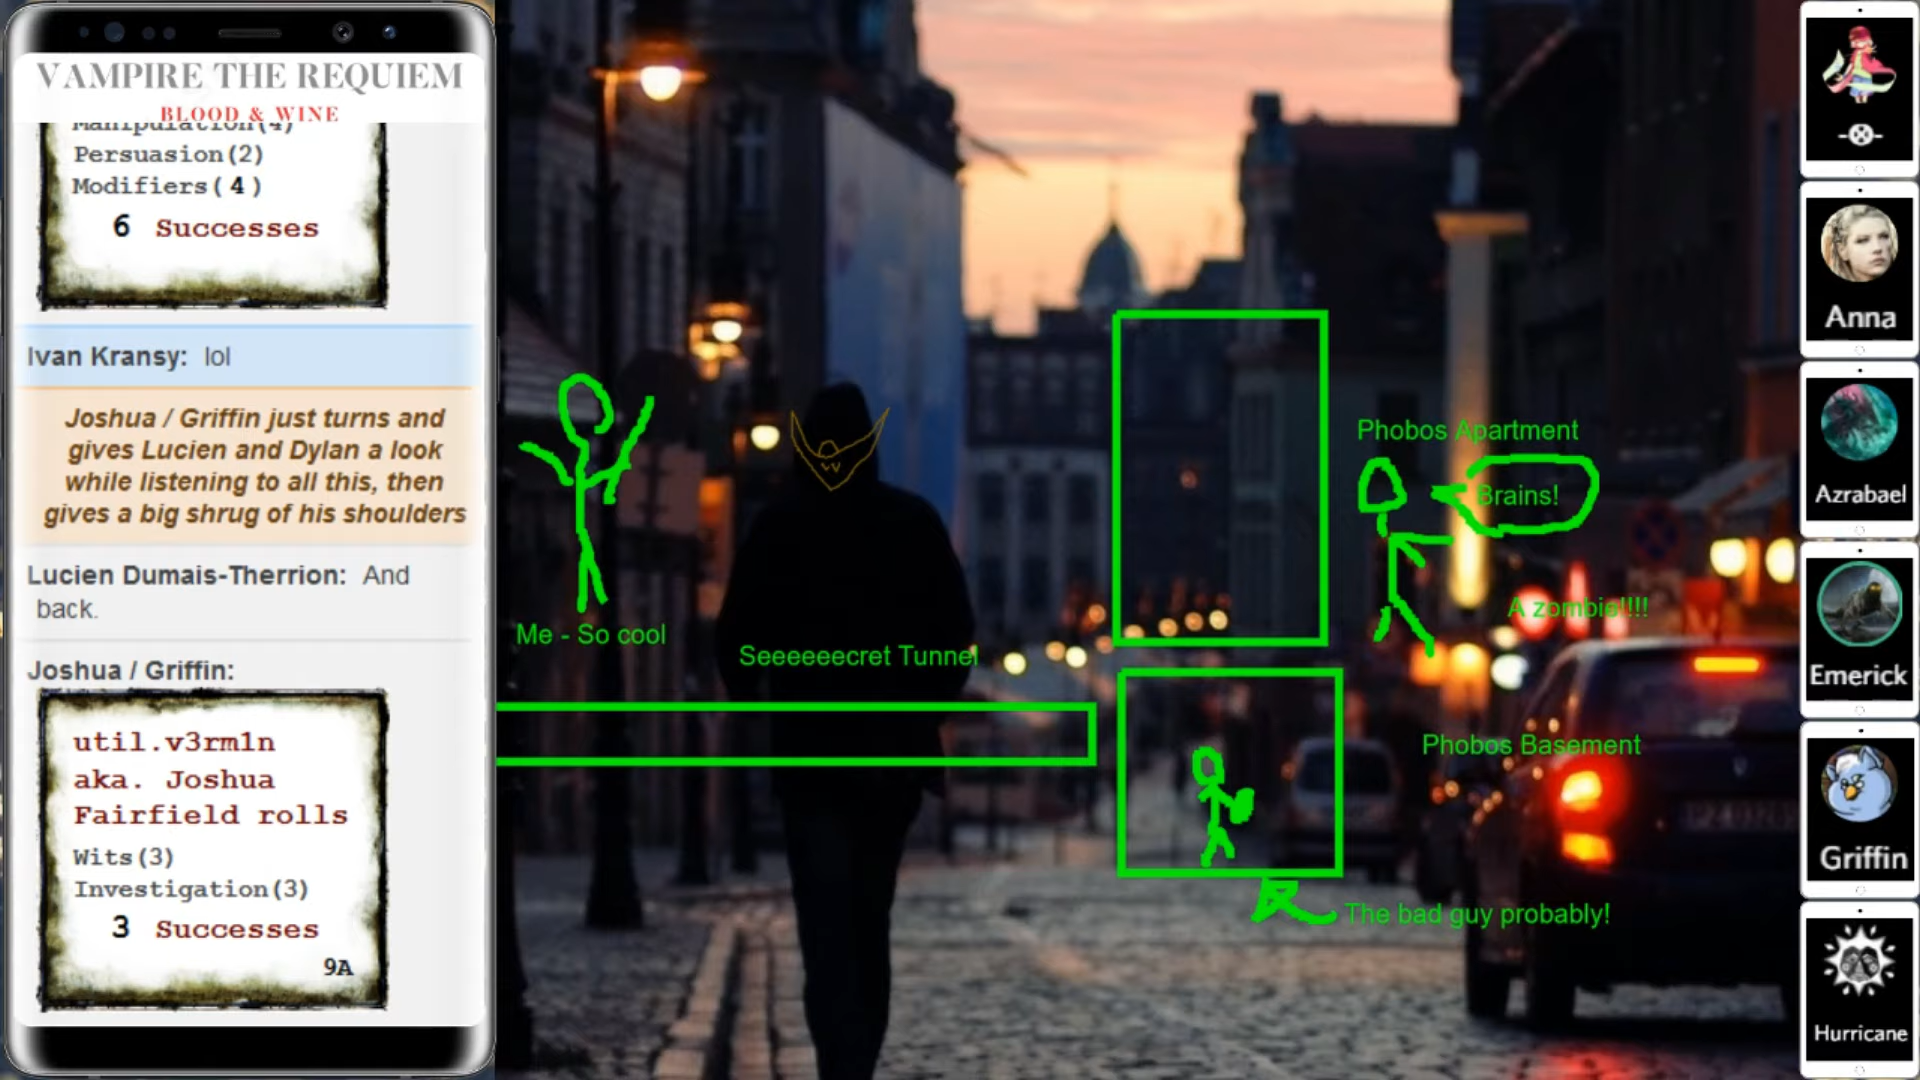 VAMPIRE THE REQUIEM
BLOOD & WINE
Manipulation(4)
Persuasion(2)
Modifiers( 4 )
6 Successes
Ivan Kransy: lol
Joshua / Griffin just turns and
gives Lucien and Dylan a look
while listening to all this, then
gives a big shrug of his shoulders
Lucien Dumais-Therrion: And
back.
Joshua / Griffin:
util.v3rm1n
aka. Joshua
Fairfield rolls
Wits(3)
Investigation(3)
3 Successes
9A
Me - So cool
Seeeeeecret Tunnel
Phobos Apartment
Brains!
A zombie!!!!
Phobos Basement
The bad guy probably!
Anna
Azrabael
Emerick
Griffin
Hurricane